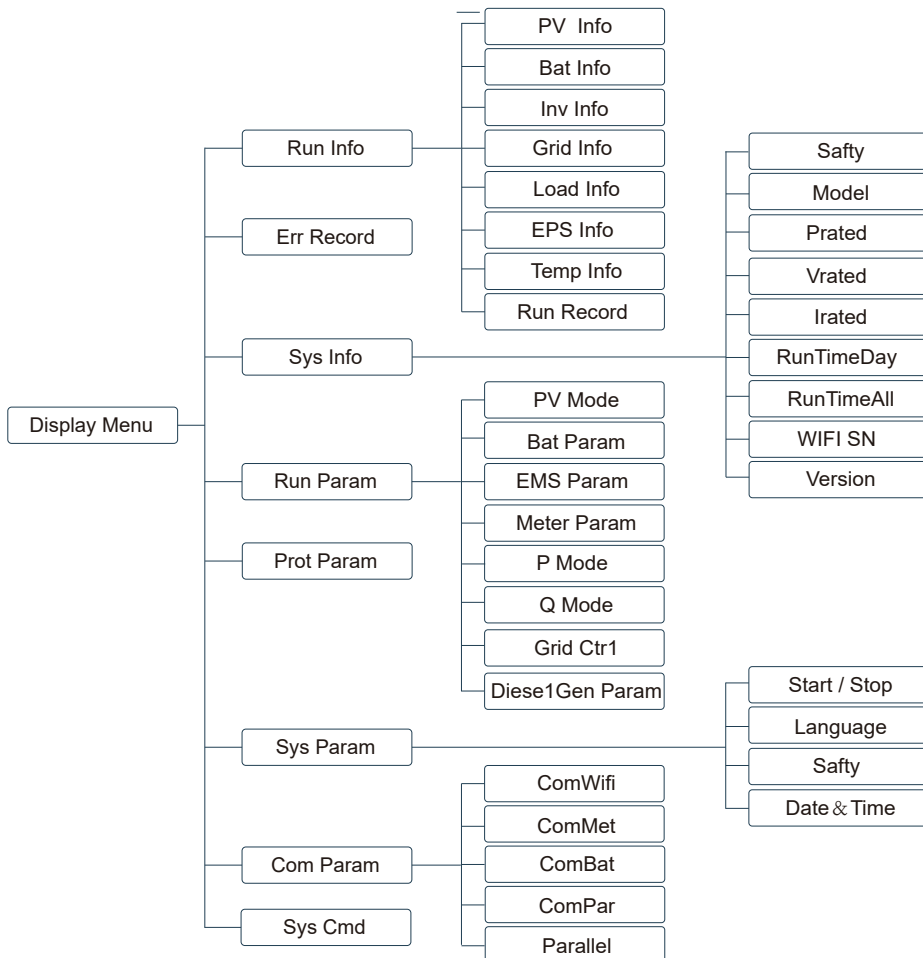 Display Menu
Run Info
PV Info
Bat Info
Inv Info
Grid Info
Load Info
EPS Info
Temp Info
Run Record
Err Record
Sys Info
Safty
Model
Prated
Vrated
Irated
RunTimeDay
RunTimeAll
WIFI SN
Version
Run Param
PV Mode
Bat Param
EMS Param
Meter Param
P Mode
Q Mode
Grid Ctr1
Diese1Gen Param
Prot Param
Sys Param
Start / Stop
Language
Safty
Date&Time
Com Param
ComWifi
ComMet
ComBat
ComPar
Parallel
Sys Cmd